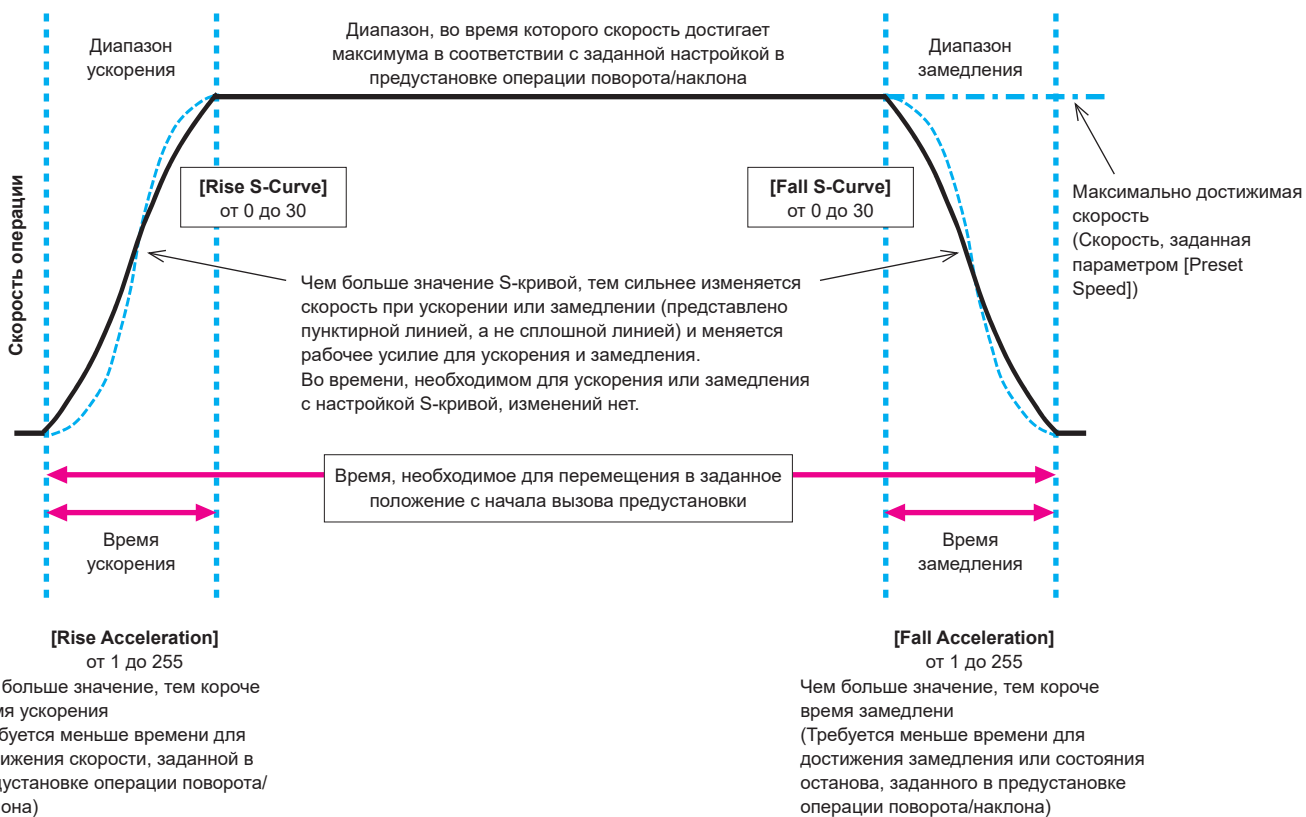 Диапазон
ускорения
Диапазон, во время которого скорость достигает
максимума в соответствии с заданной настройкой в
предустановке операции поворота/наклона
Диапазон
замедления
Скорость операции
[Rise S-Curve]
от 0 до 30
[Fall S-Curve]
от 0 до 30
Максимально достижимая
скорость
(Скорость, заданная
параметром [Preset
Speed])
Чем больше значение S-кривой, тем сильнее изменяется
скорость при ускорении или замедлении (представлено
пунктирной линией, а не сплошной линией) и меняется
рабочее усилие для ускорения и замедления.
Во времени, необходимом для ускорения или замедления
с настройкой S-кривой, изменений нет.
Время, необходимое для перемещения в заданное
положение с начала вызова предустановки
Время
ускорения
Время
замедления
[Rise Acceleration]
от 1 до 255
больше значение, тем короче
мя ускорения
буется меньше времени для
ижения скорости, заданной в
дустановке операции поворота/
она)
[Fall Acceleration]
от 1 до 255
Чем больше значение, тем короче
время замедлени
(Требуется меньше времени для
достижения замедления или состояния
останова, заданного в предустановке
операции поворота/наклона)